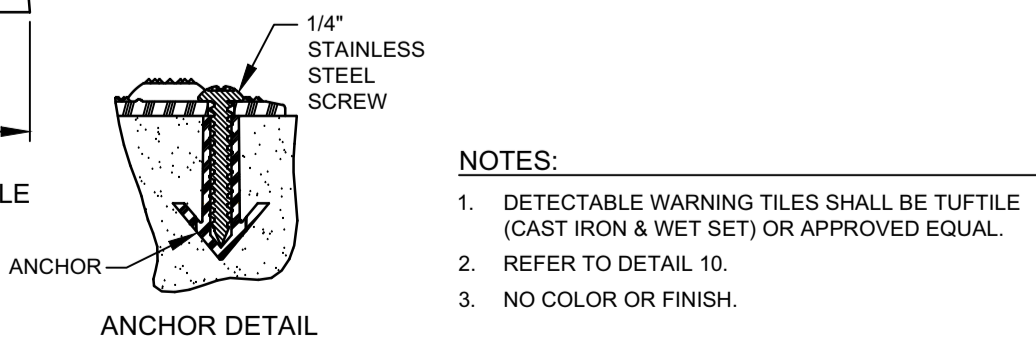 1/4"
STAINLESS
STEEL
SCREW
LE
ANCHOR
ANCHOR DETAIL
NOTES:
1. DETECTABLE WARNING TILES SHALL BE TUFTILE
(CAST IRON & WET SET) OR APPROVED EQUAL.
2. REFER TO DETAIL 10.
3. NO COLOR OR FINISH.